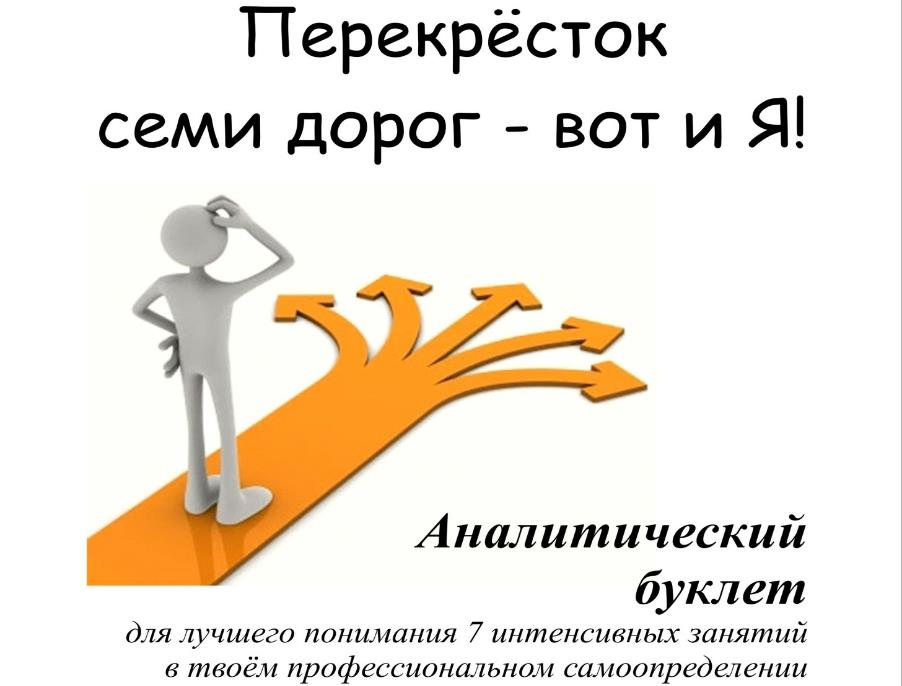 Перекрёсток
семи дорог - вот и Я!
Аналитический
буклет
для лучшего понимания 7 интенсивных занятий
в твоём профессиональном самоопределении